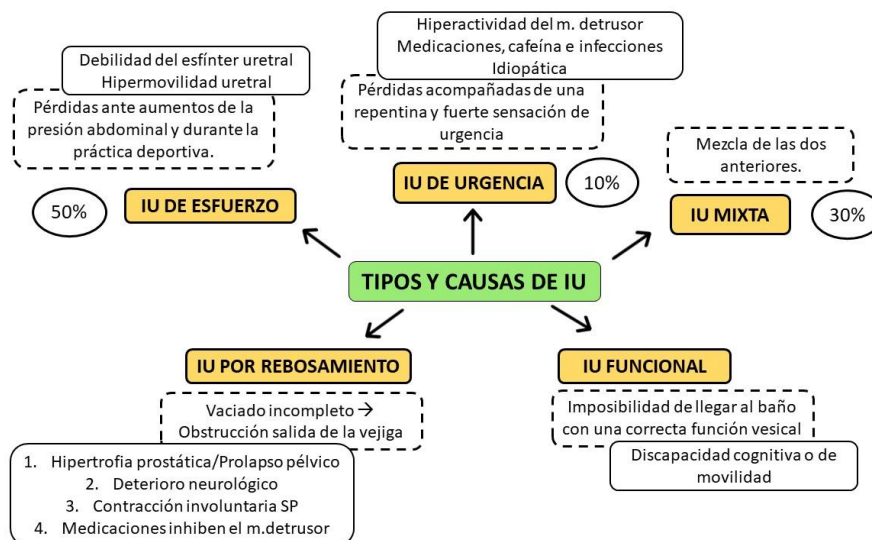 Debilidad del esfínter uretral
Hipermovilidad uretral
Pérdidas ante aumentos de la
presión abdominal y durante la
práctica deportiva.
50%
IU DE ESFUERZO
Hiperactividad del m. detrusor
Medicaciones, cafeína e infecciones
Idiopática
Pérdidas acompañadas de una
repentina y fuerte sensación de
urgencia
IU DE URGENCIA
10%
Mezcla de las dos
anteriores.
IU MIXTA
30%
TIPOS Y CAUSAS DE IU
IU POR REBOSAMIENTO
Vaciado incompleto →
Obstrucción salida de la vejiga
1. Hipertrofia prostática/Prolapso pélvico
2. Deterioro neurológico
3. Contracción involuntaria SP
4. Medicaciones inhiben el m.detrusor
IU FUNCIONAL
Imposibilidad de llegar al baño
con una correcta función vesical
Discapacidad cognitiva o de
movilidad